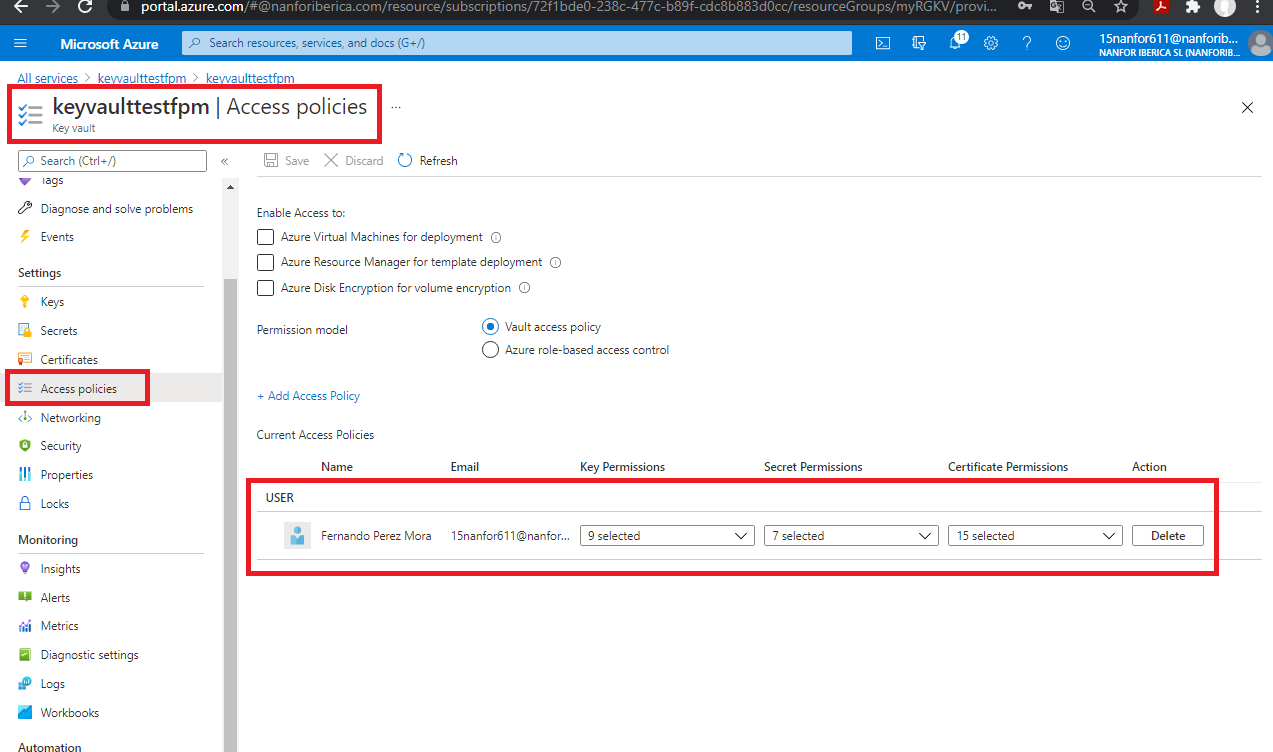 portal.azure.com/#@nanforiberica.com/resource/subscriptions/72f1bde0-238c-477c-b89f-cdc8b883d0cc/resourceGroups/myRGKV/provi...
Microsoft Azure
Search resources, services, and docs (G+/)
11
15nanfor611@nanforib...
NANFOR IBERICA SL (NANFORIB...
All services > keyvaulttestfpm > keyvaulttestfpm
keyvaulttestfpm | Access policies ...
Key vault
Search (Ctrl+/)
«
Save
Discard
Refresh
Tags
Diagnose and solve problems
Events
Settings
Keys
Secrets
Certificates
Access policies
Networking
Security
Properties
Locks
Monitoring
Insights
Alerts
Metrics
Diagnostic settings
Logs
Workbooks
Automation
Enable Access to:
Azure Virtual Machines for deployment
Azure Resource Manager for template deployment
Azure Disk Encryption for volume encryption
Permission model
Vault access policy
Azure role-based access control
+ Add Access Policy
Current Access Policies
Name Email Key Permissions Secret Permissions Certificate Permissions Action
USER
Fernando Perez Mora 15nanfor611@nanfor... 9 selected 7 selected 15 selected Delete